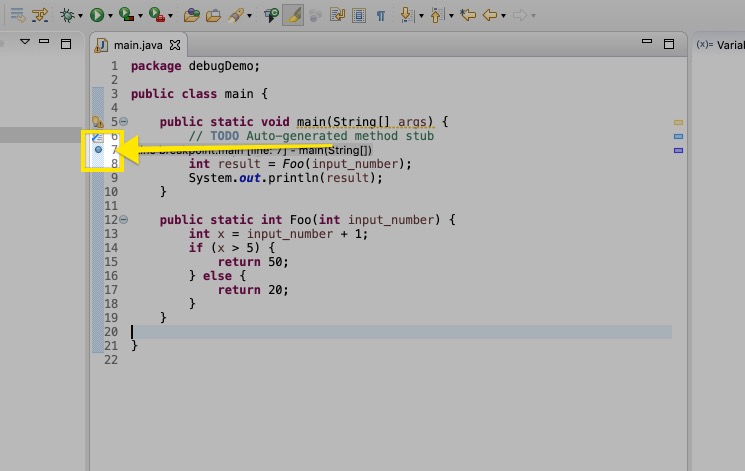 main.java
(x)= Varial
1 package debugDemo;
2
3 public class main {
4
5 public static void main(String[] args) {
6 // TODO Auto-generated method stub
7 breakpoint:main [line: 7] - main(String[])
8 int result = Foo(input_number);
9 System.out.println(result);
10 }
11
12 public static int Foo(int input_number) {
13 int x = input_number + 1;
14 if (x > 5) {
15 return 50;
16 } else {
17 return 20;
18 }
19 }
20
21 }
22